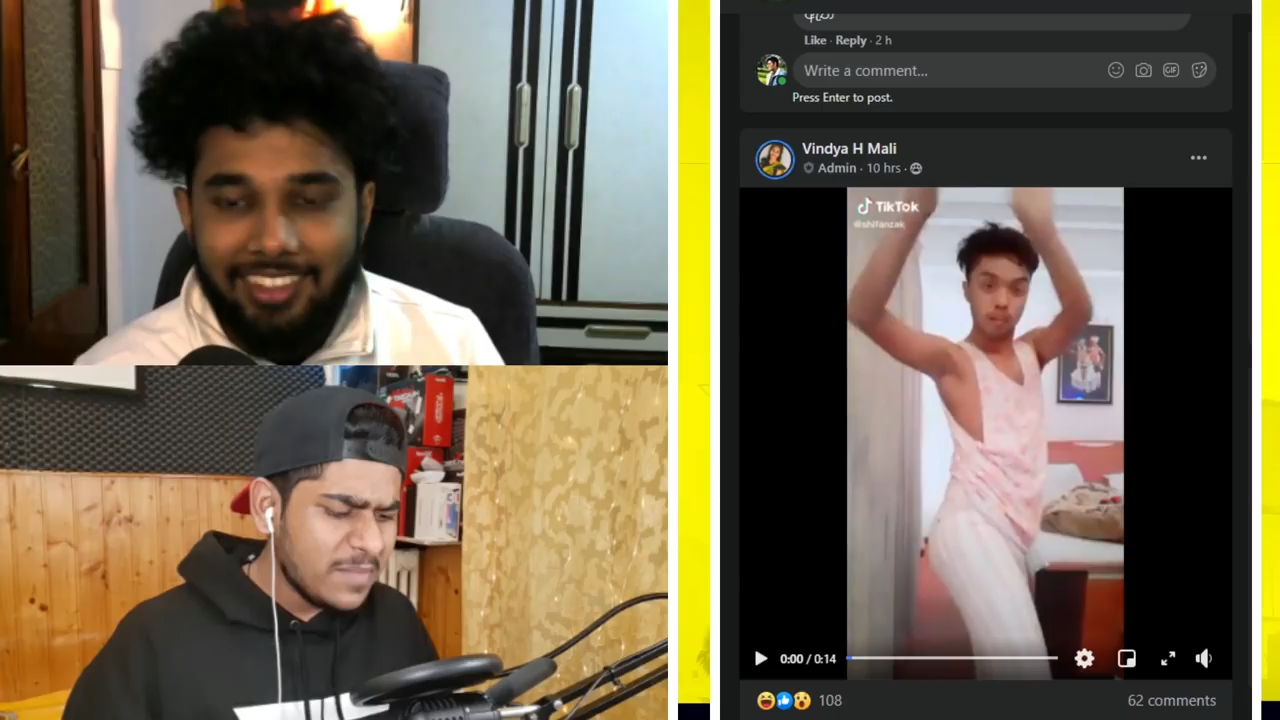 Like · Reply · 2 h
Write a comment...
GIF
Press Enter to post.
Vindya H Mali
Admin · 10 hrs ·
TikTok
@shifanzak
0:00 / 0:14
108
62 comments